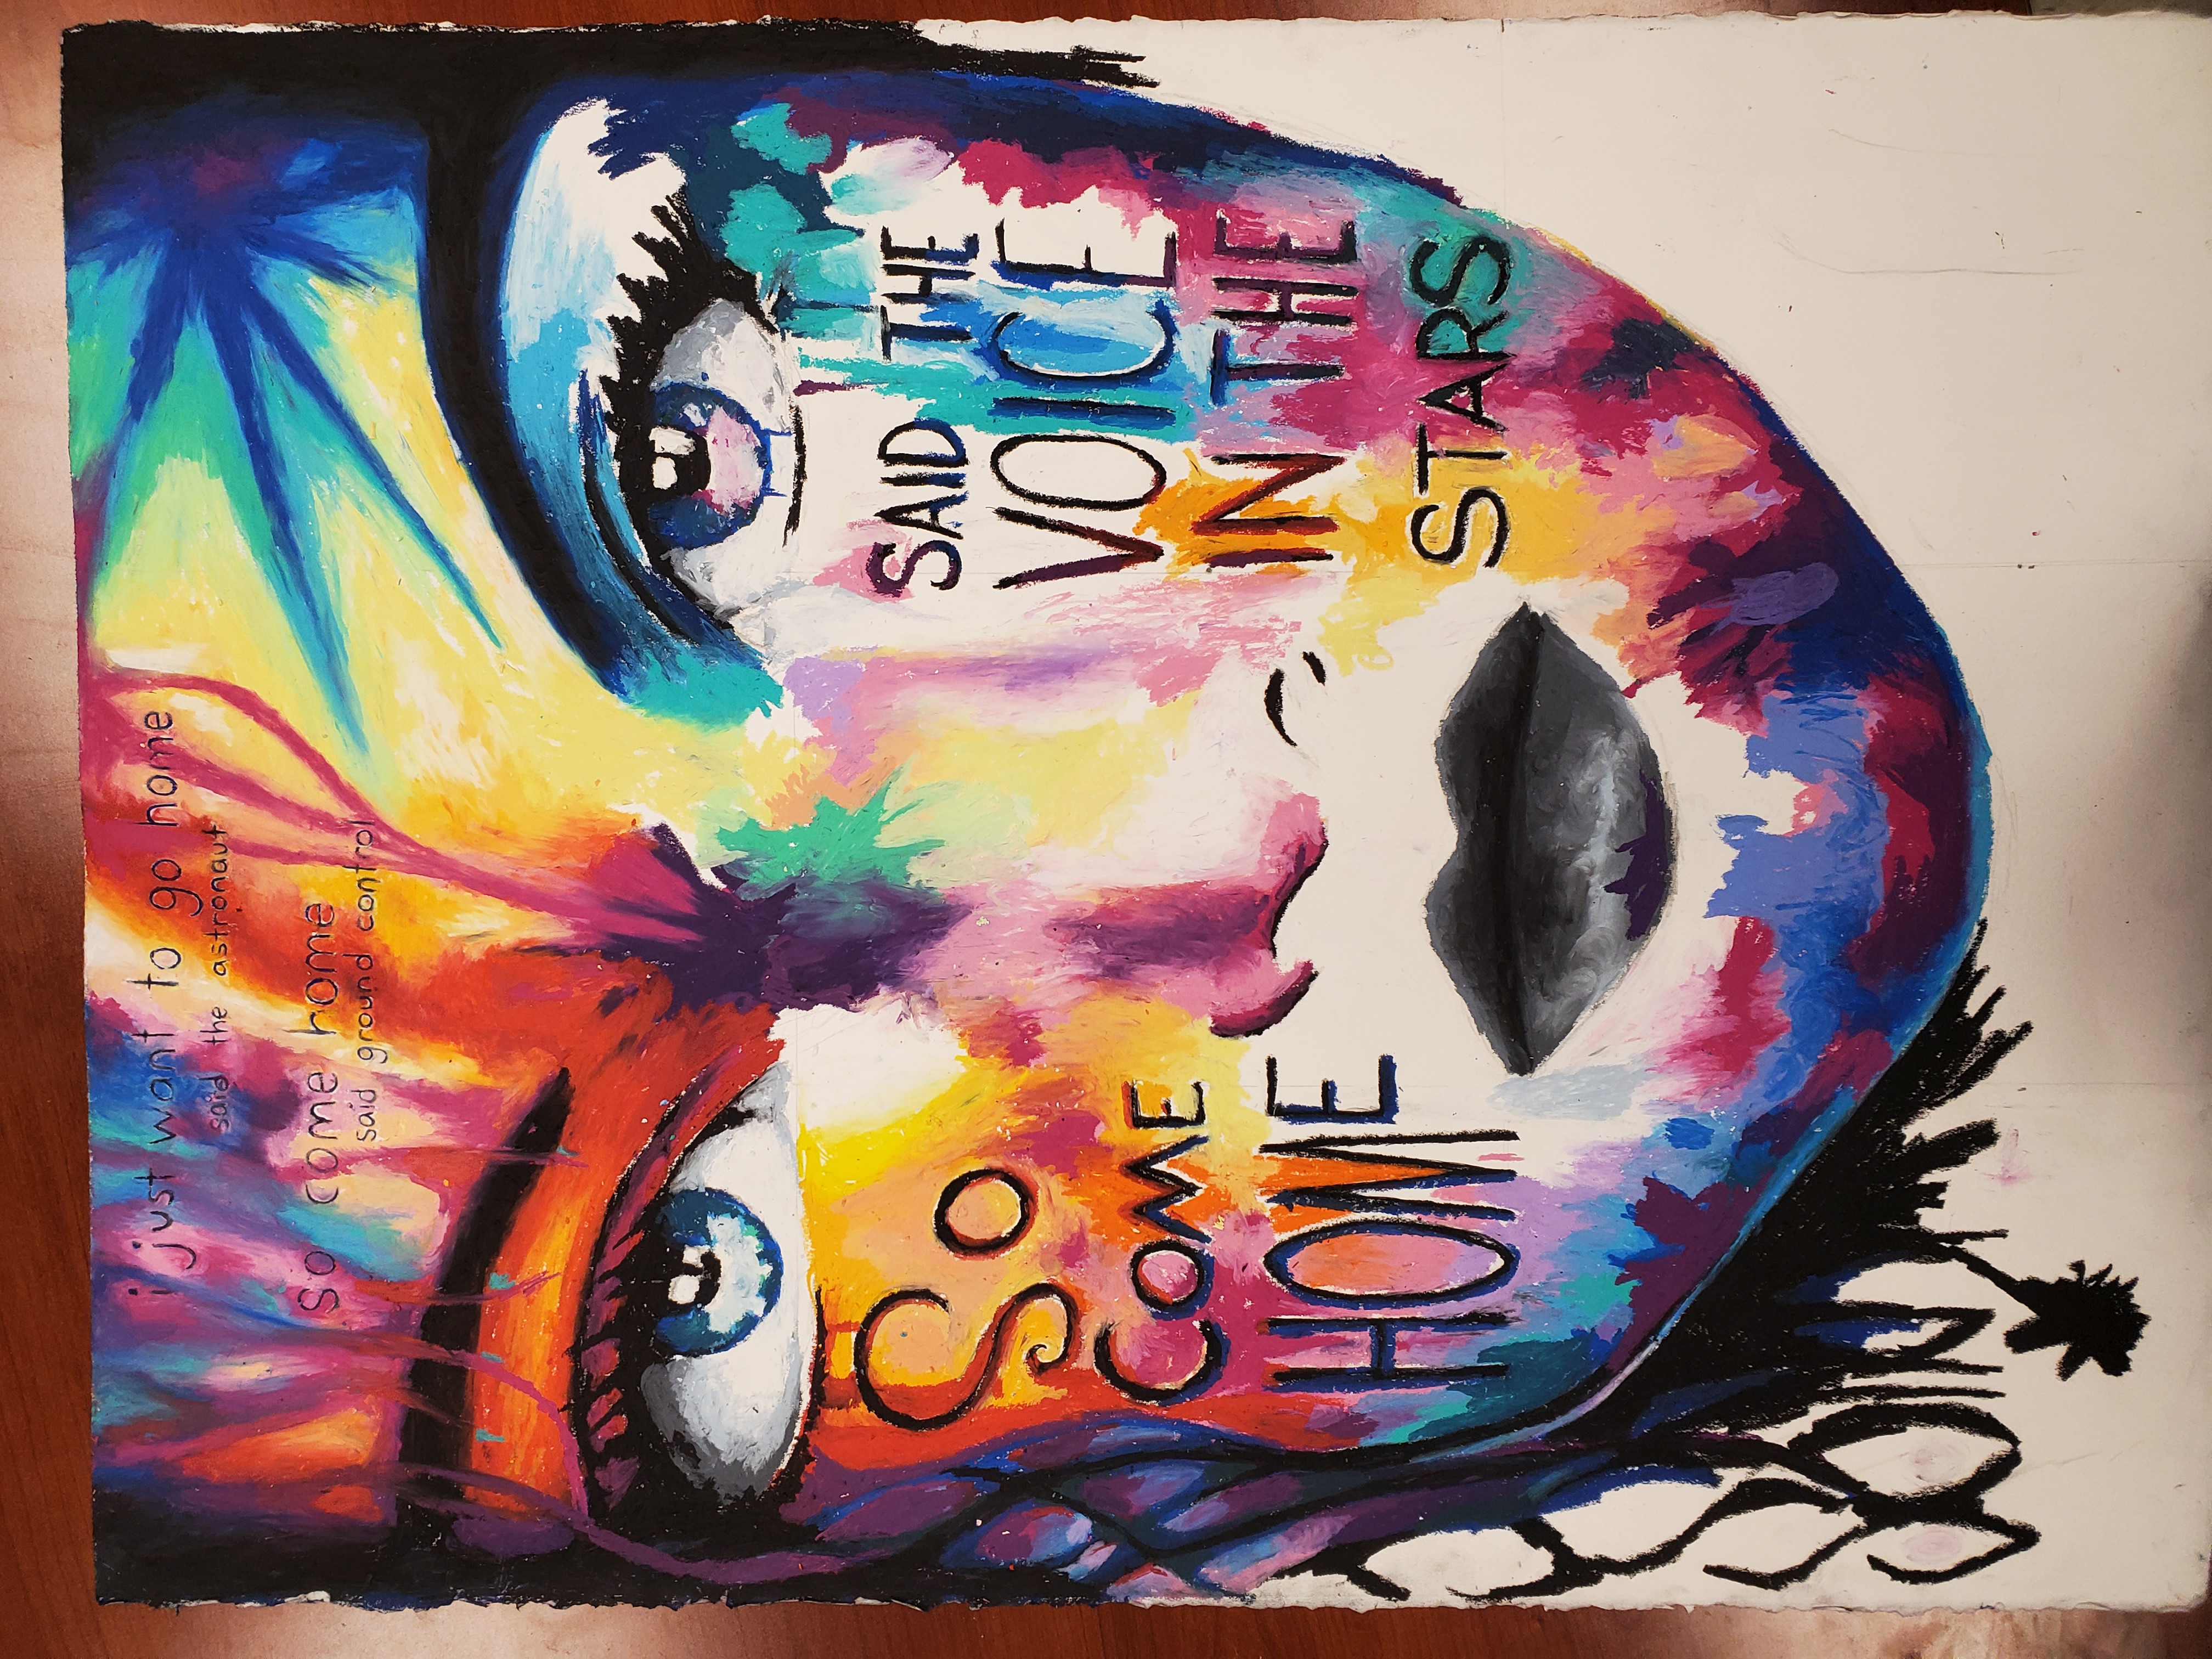 i just want to go home
said the astronaut
so come home
said ground control
So
COME
HOME
SAID THE
VOICE
IN THE
STARS